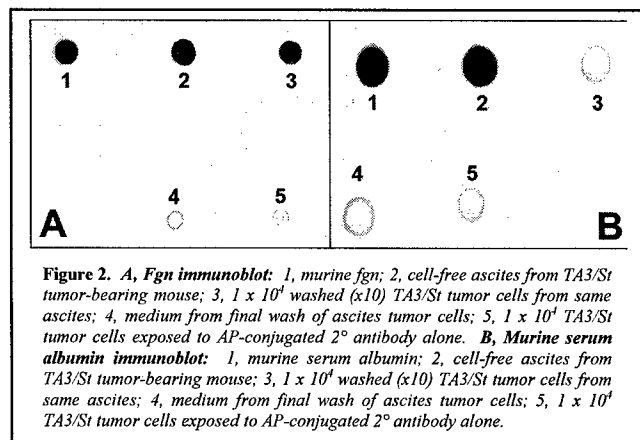 1 2 3
4 5
A
1 2 3
4 5
B
Figure 2. A, Fgn immunoblot: 1, murine fgn; 2, cell-free ascites from TA3/St
tumor-bearing mouse; 3, 1 x 10⁴ washed (x10) TA3/St tumor cells from same
ascites; 4, medium from final wash of ascites tumor cells; 5, 1 x 10⁴ TA3/St
tumor cells exposed to AP-conjugated 2° antibody alone. B, Murine serum
albumin immunoblot: 1, murine serum albumin; 2, cell-free ascites from
TA3/St tumor-bearing mouse; 3, 1 x 10⁴ washed (x10) TA3/St tumor cells from
same ascites; 4, medium from final wash of ascites tumor cells; 5, 1 x 10⁴
TA3/St tumor cells exposed to AP-conjugated 2° antibody alone.